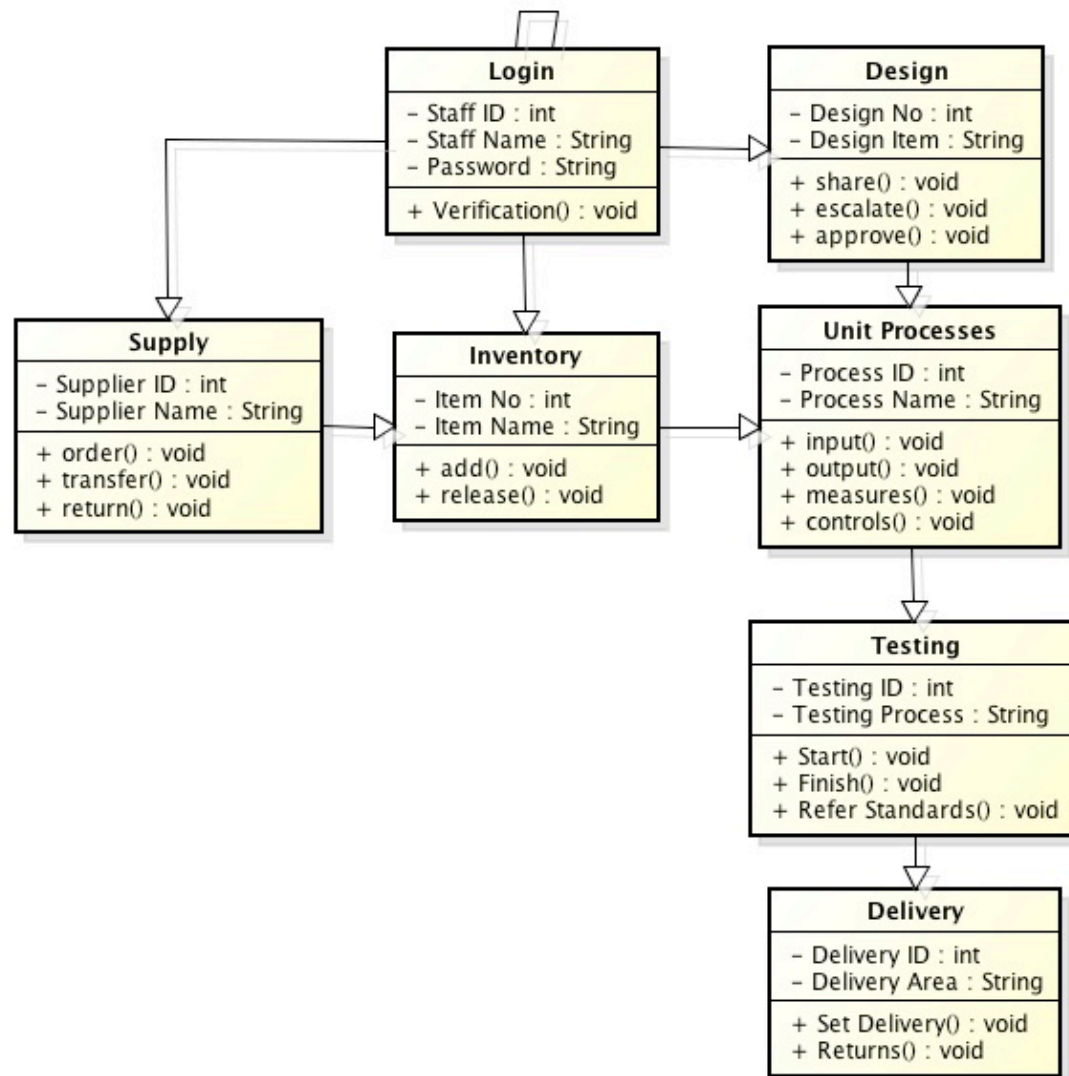 Login
– Staff ID : int
– Staff Name : String
– Password : String
+ Verification() : void
Design
– Design No : int
– Design Item : String
+ share() : void
+ escalate() : void
+ approve() : void
Supply
– Supplier ID : int
– Supplier Name : String
+ order() : void
+ transfer() : void
+ return() : void
Inventory
– Item No : int
– Item Name : String
+ add() : void
+ release() : void
Unit Processes
– Process ID : int
– Process Name : String
+ input() : void
+ output() : void
+ measures() : void
+ controls() : void
Testing
– Testing ID : int
– Testing Process : String
+ Start() : void
+ Finish() : void
+ Refer Standards() : void
Delivery
– Delivery ID : int
– Delivery Area : String
+ Set Delivery() : void
+ Returns() : void